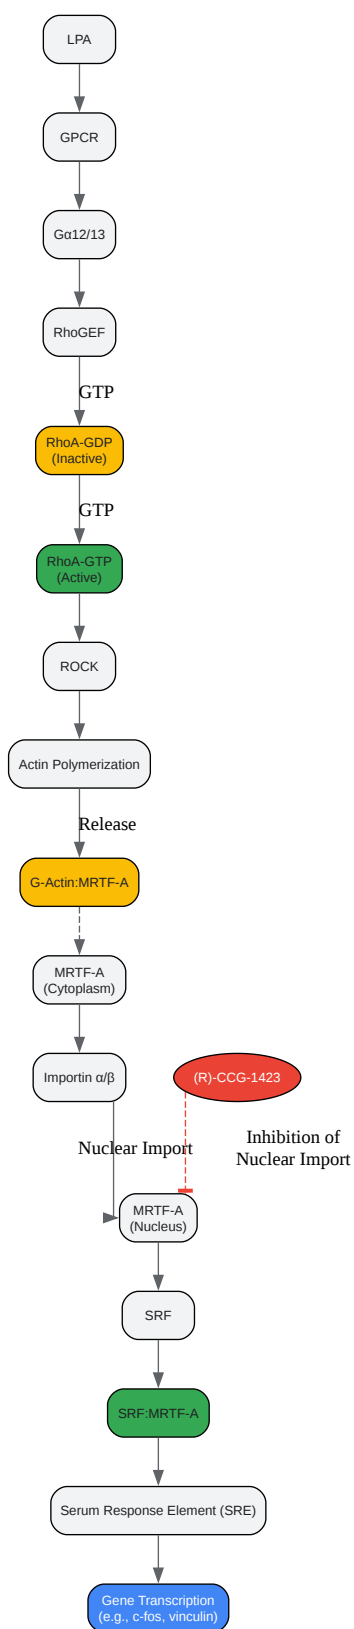 LPA
GPCR
Gα12/13
RhoGEF
GTP
RhoA-GDP
(Inactive)
GTP
RhoA-GTP
(Active)
ROCK
Actin Polymerization
Release
G-Actin:MRTF-A
MRTF-A
(Cytoplasm)
Importin α/β
(R)-CCG-1423
Nuclear Import
Inhibition of
Nuclear Import
MRTF-A
(Nucleus)
SRF
SRF:MRTF-A
Serum Response Element (SRE)
Gene Transcription
(e.g., c-fos, vinculin)